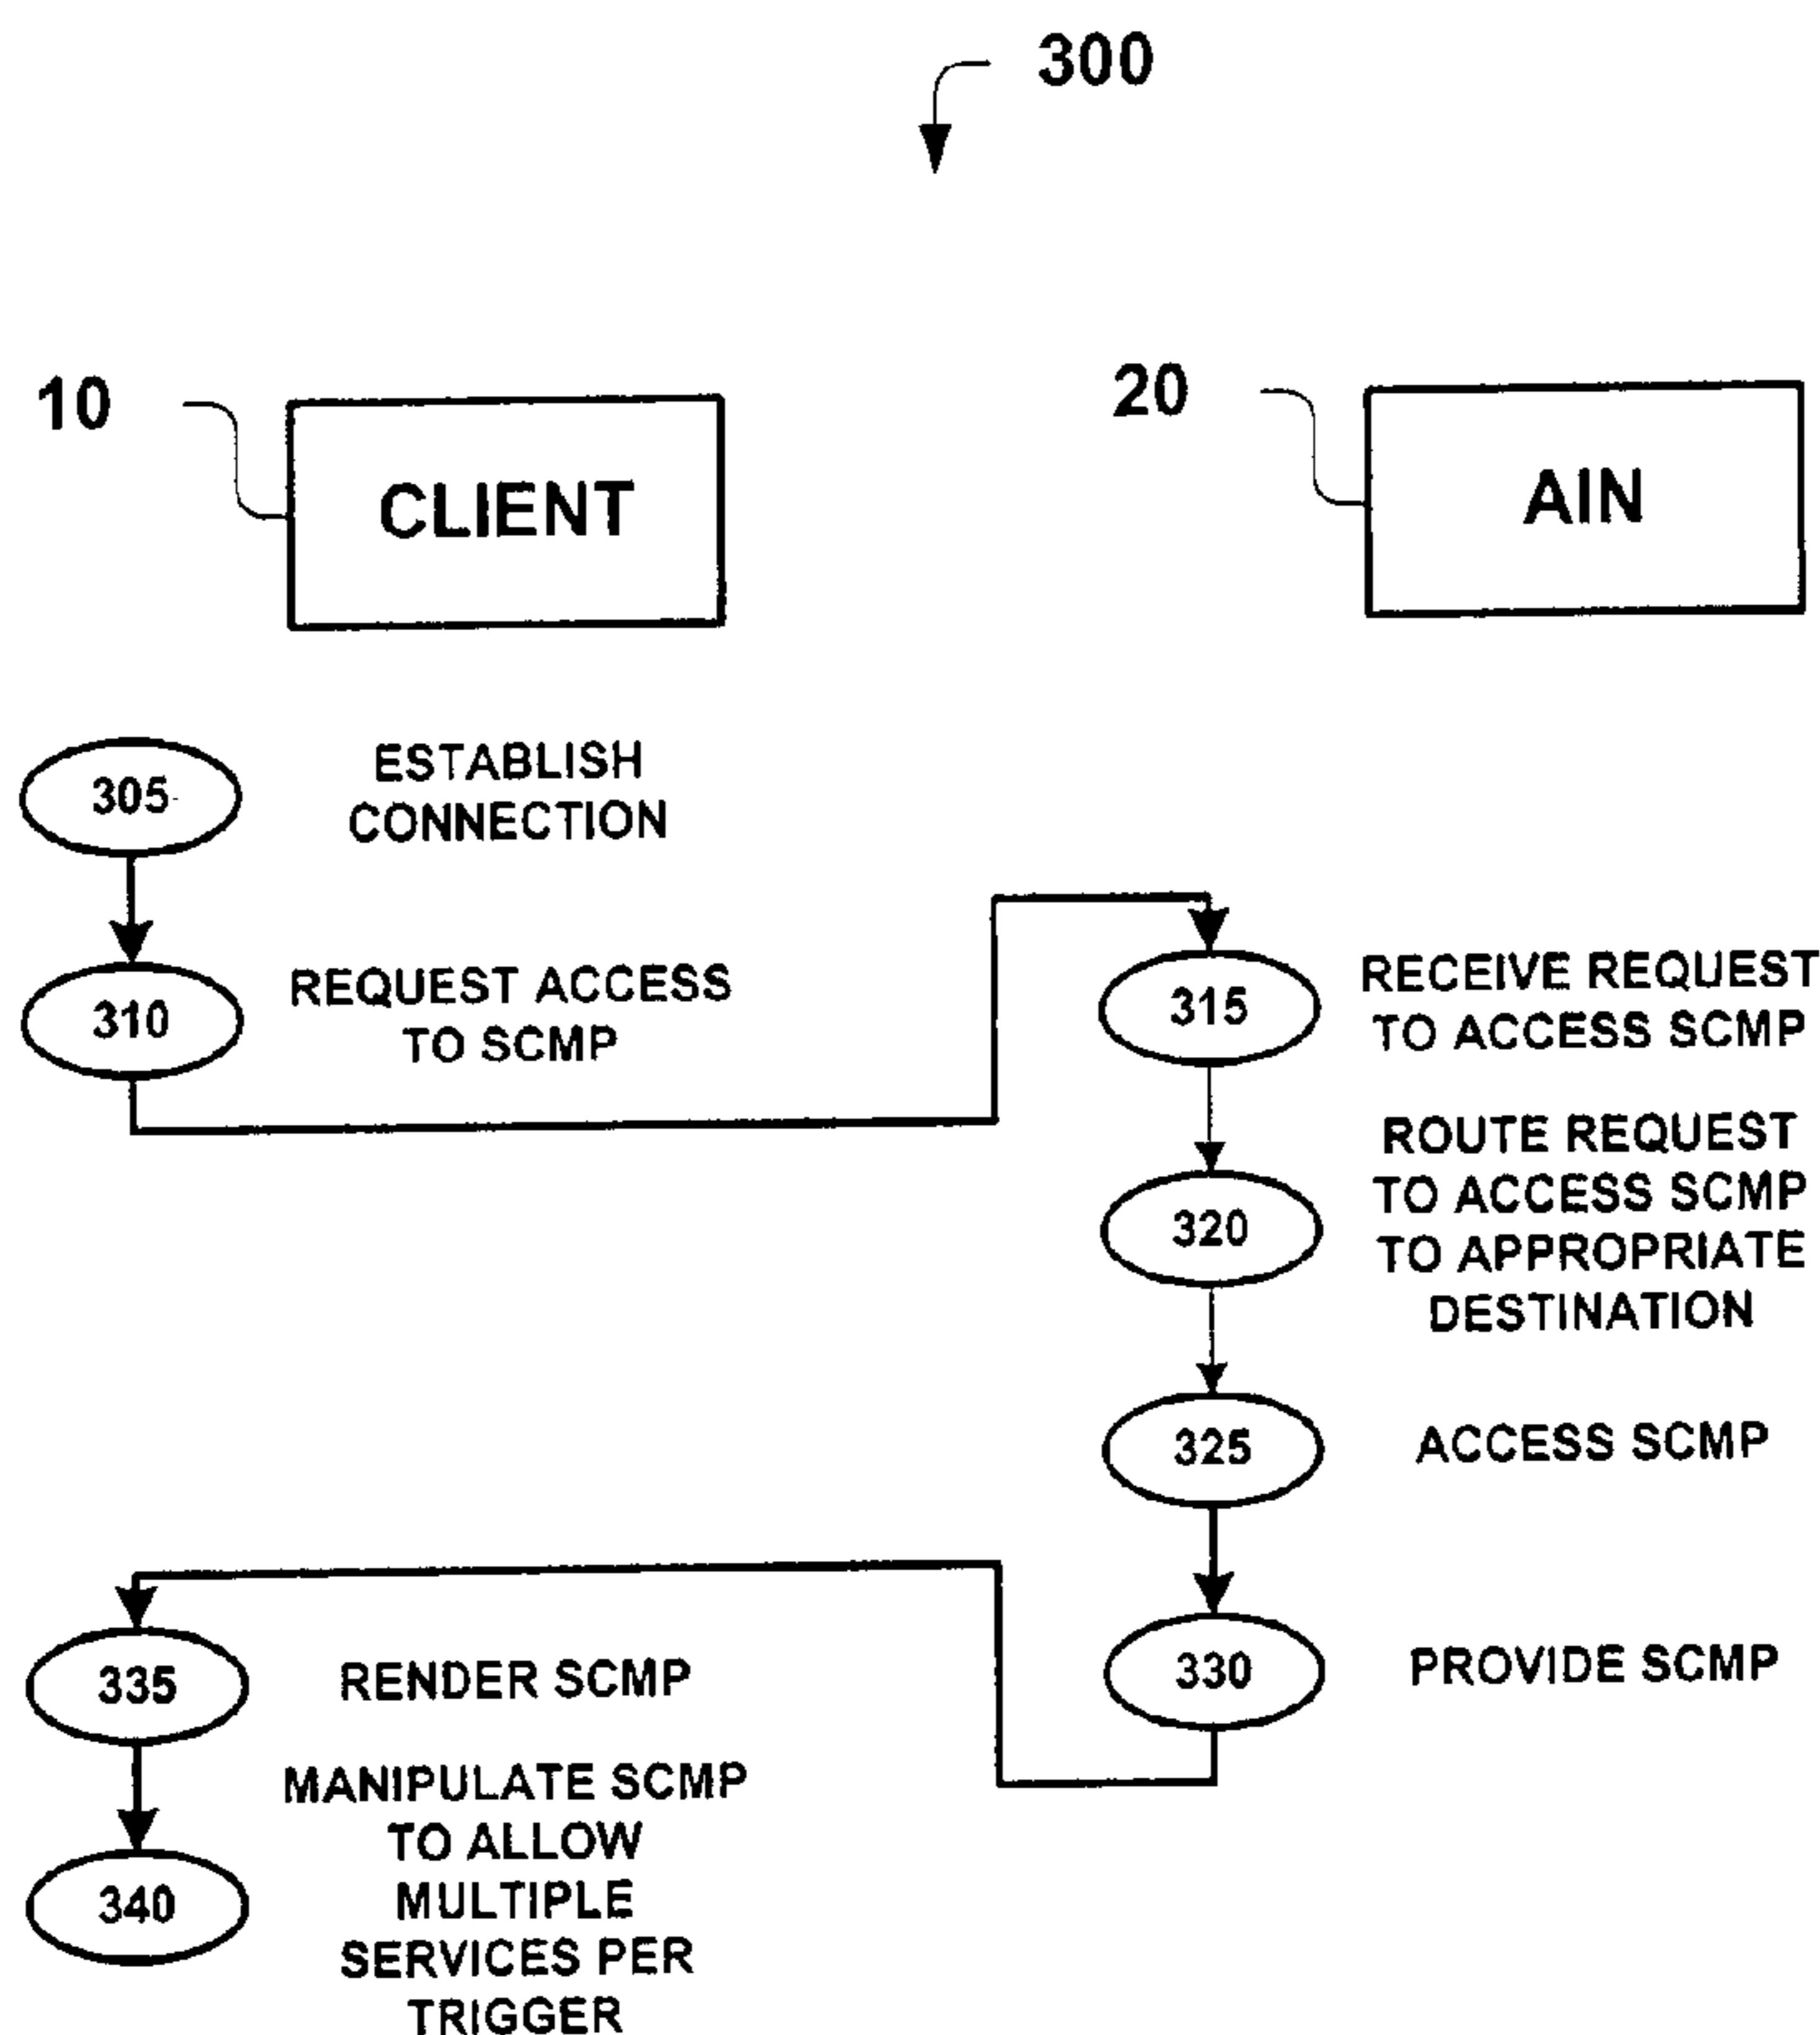 300
10
CLIENT
20
AIN
305
ESTABLISH
CONNECTION
310
REQUEST ACCESS
TO SCMP
315
RECEIVE REQUEST
TO ACCESS SCMP
320
ROUTE REQUEST
TO ACCESS SCMP
TO APPROPRIATE
DESTINATION
325
ACCESS SCMP
330
PROVIDE SCMP
335
RENDER SCMP
340
MANIPULATE SCMP
TO ALLOW
MULTIPLE
SERVICES PER
TRIGGER